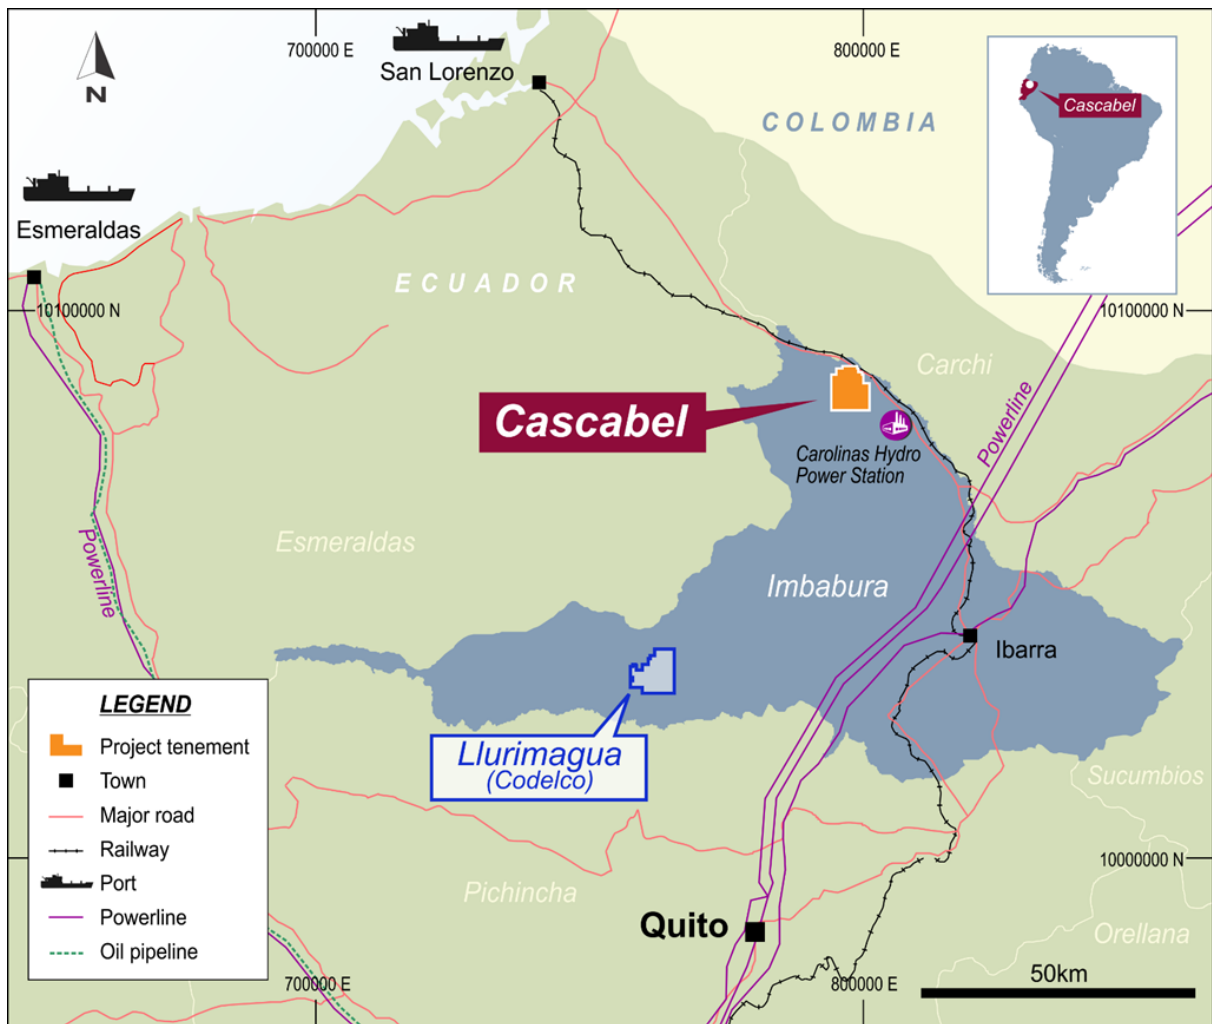 700000 E
800000 E
San Lorenzo
N
COLOMBIA
Cascabel
Esmeraldas
ECUADOR
10100000 N
10100000 N
Carchi
Cascabel
Powerline
Carolinas Hydro
Power Station
Esmeraldas
Powerline
Imbabura
Ibarra
LEGEND
Project tenement
Town
Major road
Railway
Port
Powerline
Oil pipeline
Llurimagua
(Codelco)
Sucumbios
10000000 N
Pichincha
Quito
Orellana
700000 E
800000 E
50km